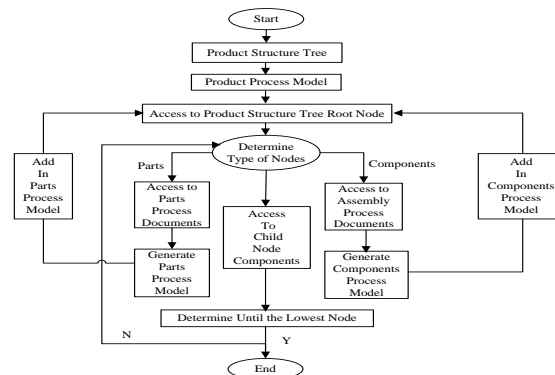 Start
Product Structure Tree
Product Process Model
Access to Product Structure Tree Root Node
Determine
Type of Nodes
Parts
Components
Add
In
Parts
Process
Model
Access to
Parts
Process
Documents
Access
To
Child
Node
Components
Access to
Assembly
Process
Documents
Add
In
Components
Process
Model
Generate
Parts
Process
Model
Generate
Components
Process
Model
Determine Until the Lowest Node
N
Y
End